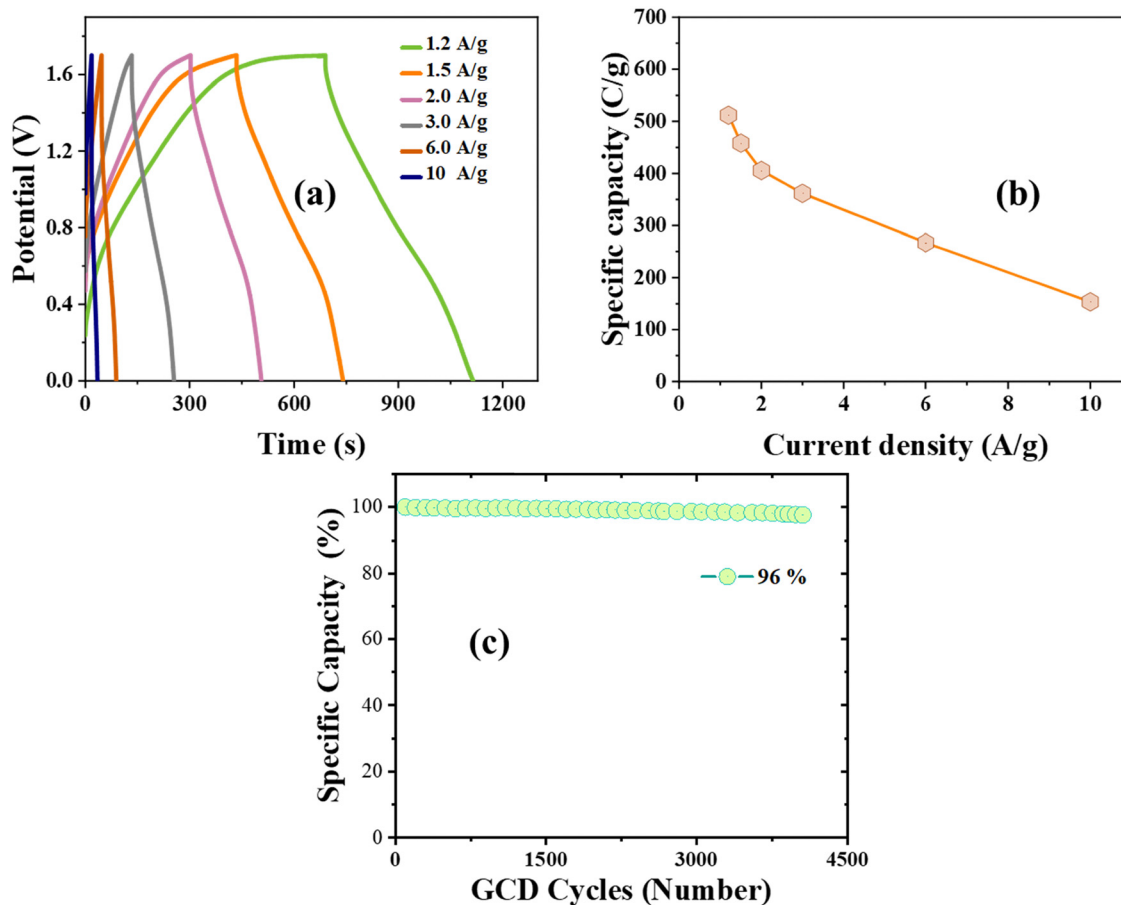 1.6
1.2
0.8
0.4
0.0
Potential (V)
0
300
600
900
1200
Time (s)
1.2 A/g
1.5 A/g
2.0 A/g
3.0 A/g
6.0 A/g
10 A/g
(a)
700
600
500
400
300
200
100
0
Specific capacity (C/g)
0
2
4
6
8
10
Current density (A/g)
(b)
100
80
60
40
20
0
Specific Capacity (%)
0
1500
3000
4500
GCD Cycles (Number)
96 %
(c)